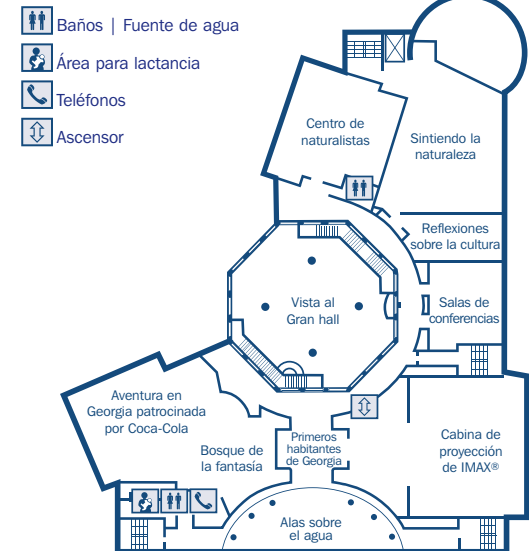 Baños | Fuente de agua
Área para lactancia
Teléfonos
Ascensor
Centro de
naturalistas
Sintiendo la
naturaleza
Reflexiones
sobre la cultura
Vista al
Gran hall
Salas de
conferencias
Aventura en
Georgia patrocinada
por Coca-Cola
Bosque de
la fantasía
Primeros
habitantes
de Georgia
Cabina de
proyección
de IMAX®
Alas sobre
el agua